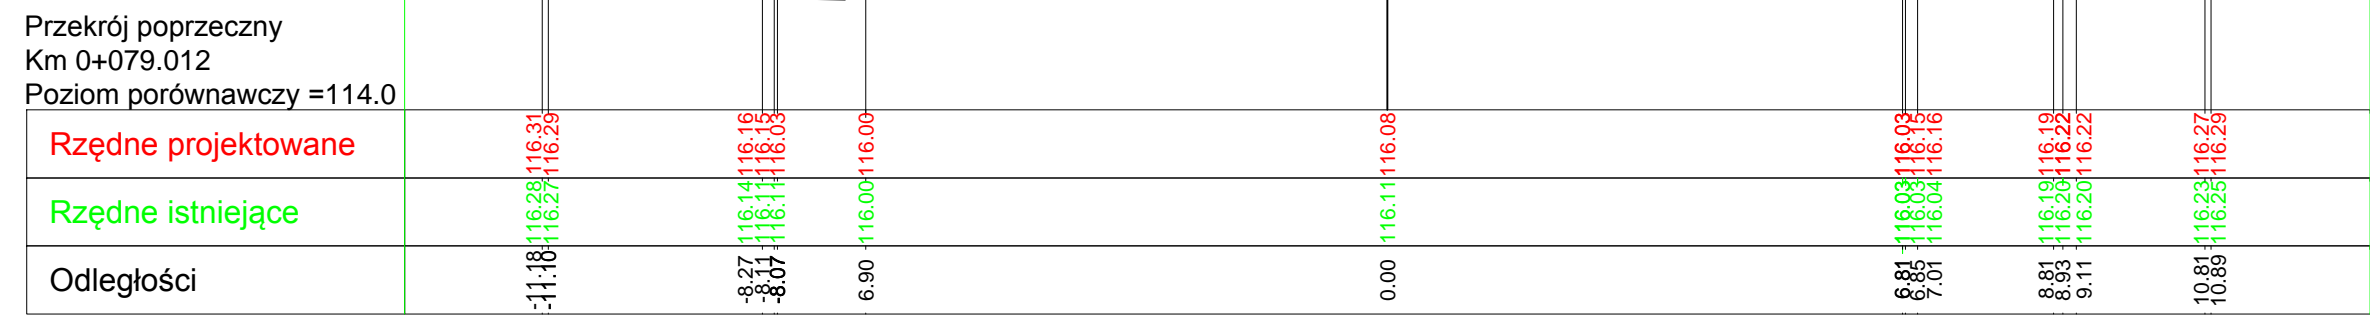 Przekrój poprzeczny
Km 0+079.012
Poziom porównawczy =114.0
Rzędne projektowane 116.31 116.29 116.16 116.15 116.03 116.00 116.08 116.03 116.15 116.16 116.19 116.22 116.22 116.27 116.29
Rzędne istniejące 116.28 116.27 116.14 116.11 116.11 116.00 116.11 116.03 116.03 116.04 116.19 116.20 116.20 116.23 116.25
Odległości -11.18 -11.10 -8.27 -8.11 -8.07 6.90 0.00 6.81 6.85 7.01 8.81 8.93 9.11 10.81 10.89